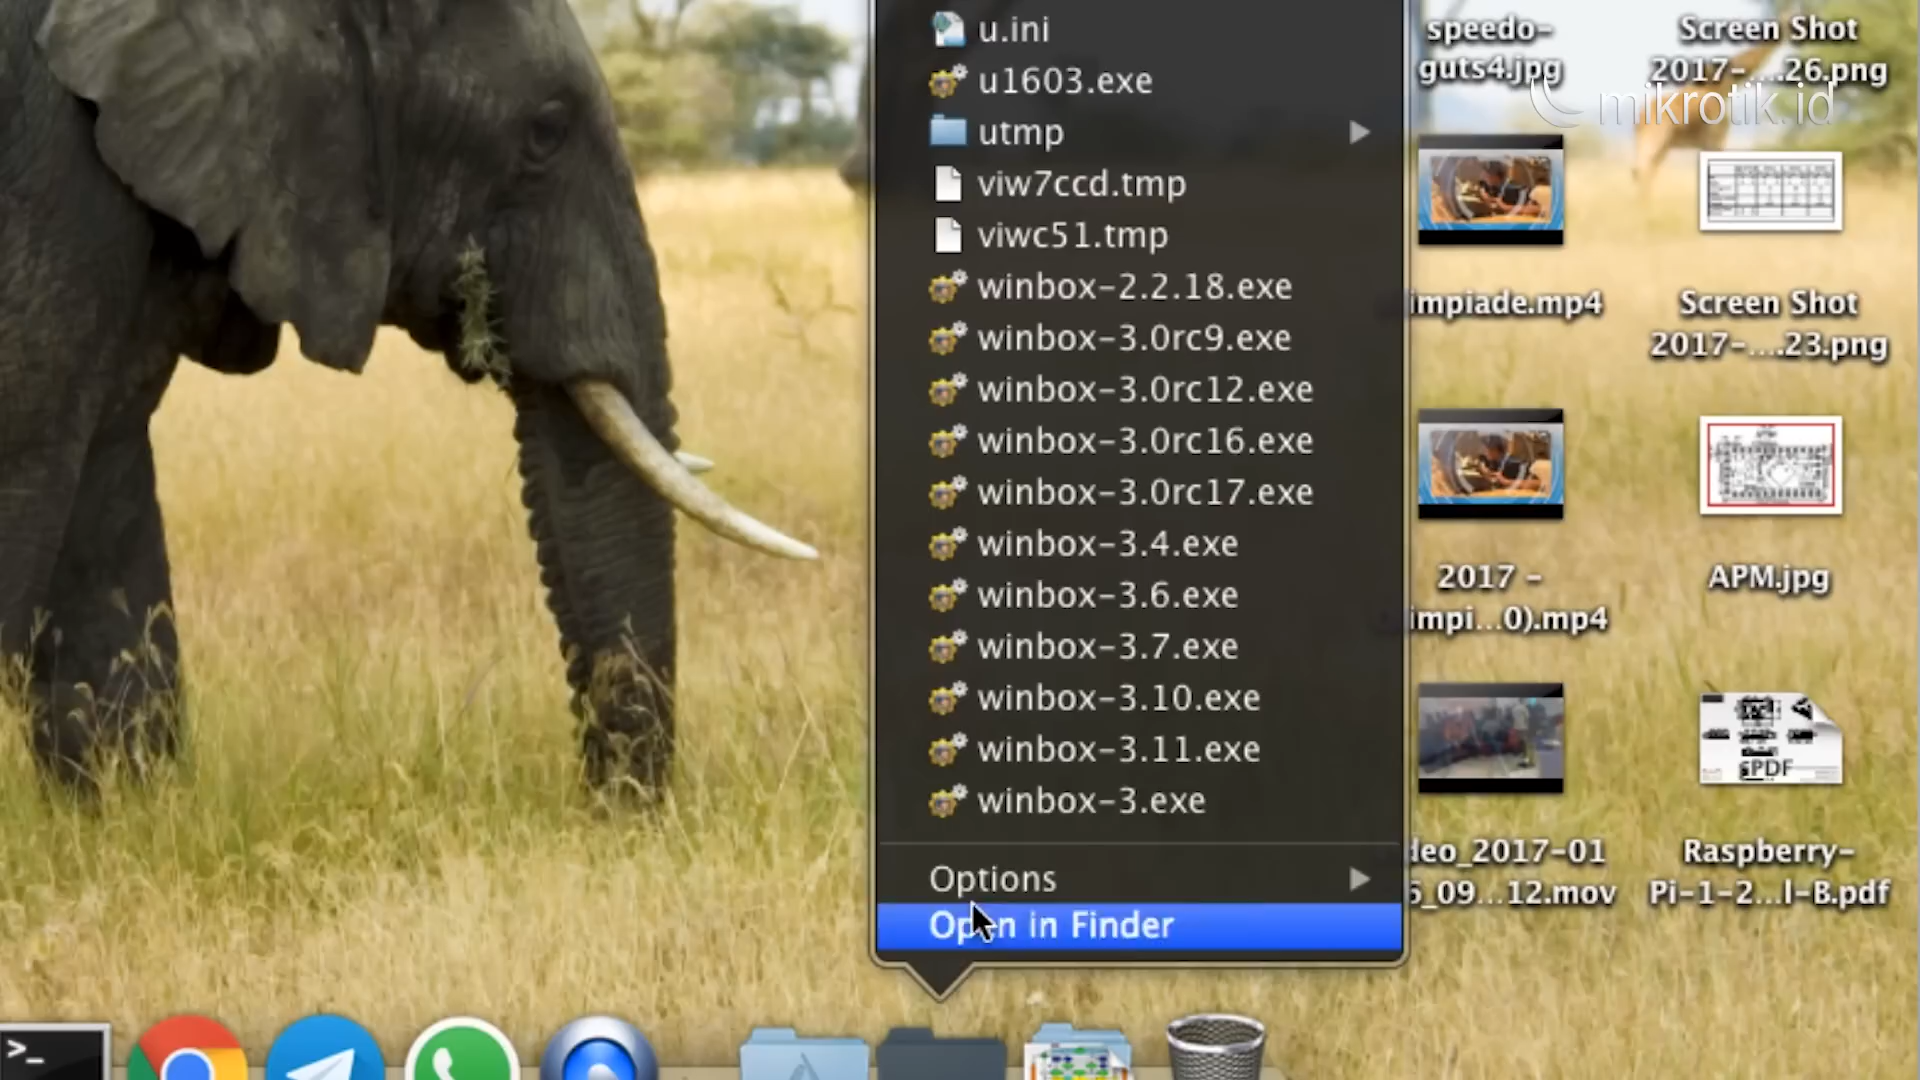 u.ini
u1603.exe
utmp
viw7ccd.tmp
viwc51.tmp
winbox-2.2.18.exe
winbox-3.0rc9.exe
winbox-3.0rc12.exe
winbox-3.0rc16.exe
winbox-3.0rc17.exe
winbox-3.4.exe
winbox-3.6.exe
winbox-3.7.exe
winbox-3.10.exe
winbox-3.11.exe
winbox-3.exe
Options
Open in Finder
speedo-
guts4.jpg
impiade.mp4
2017 -
impi...0).mp4
deo_2017-01
6_09...12.mov
Screen Shot
2017-....26.png
mikrotik.id
Screen Shot
2017-....23.png
APM.jpg
PDF
Raspberry-
Pi-1-2...l-B.pdf
>_